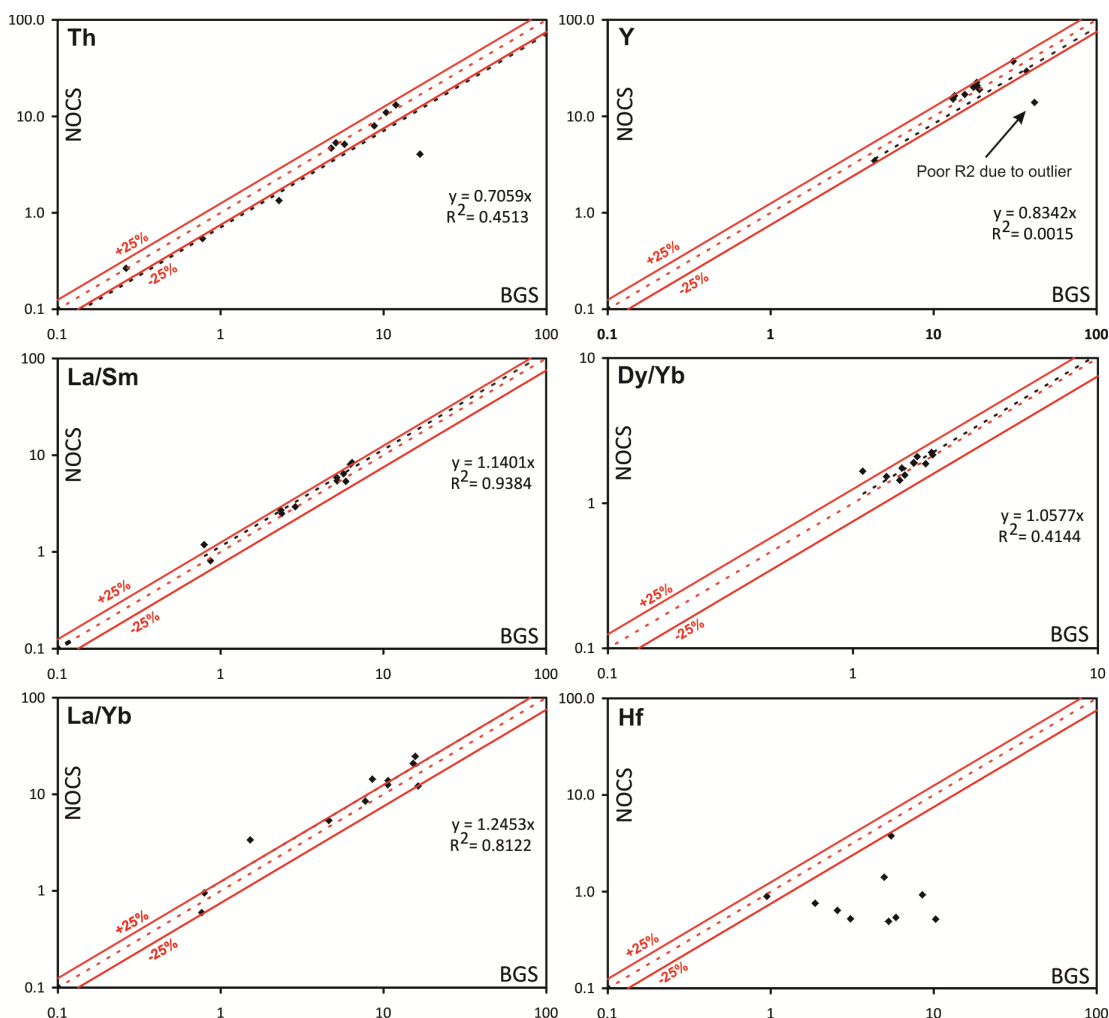 Th
100.0
10.0
1.0
0.1
NOCS
+25%
-25%
y = 0.7059x
R2= 0.4513
BGS
0.1
1
10
100
Y
100.0
10.0
1.0
0.1
NOCS
Poor R2 due to outlier
+25%
-25%
y = 0.8342x
R2= 0.0015
BGS
0.1
1
10
100
La/Sm
100
10
1
0.1
NOCS
y = 1.1401x
R2= 0.9384
+25%
-25%
BGS
0.1
1
10
100
Dy/Yb
10
1
0.1
NOCS
y = 1.0577x
R2= 0.4144
+25%
-25%
BGS
0.1
1
10
La/Yb
100
10
1
0.1
NOCS
y = 1.2453x
R2= 0.8122
+25%
-25%
BGS
0.1
1
10
100
Hf
100.0
10.0
1.0
0.1
NOCS
+25%
-25%
BGS
0.1
1
10
100